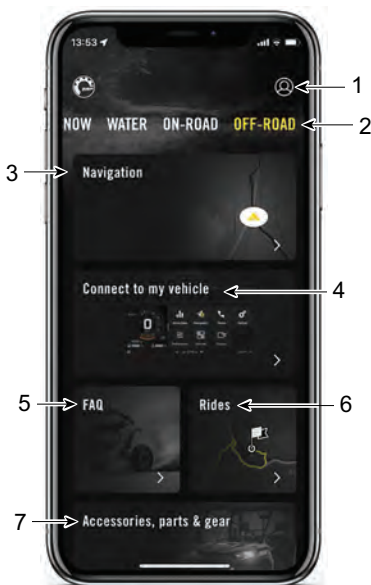 13:53
1
NOW WATER ON-ROAD OFF-ROAD
2
3
Navigation
Connect to my vehicle
4
0
5
FAQ
Rides
6
7
Accessories, parts & gear